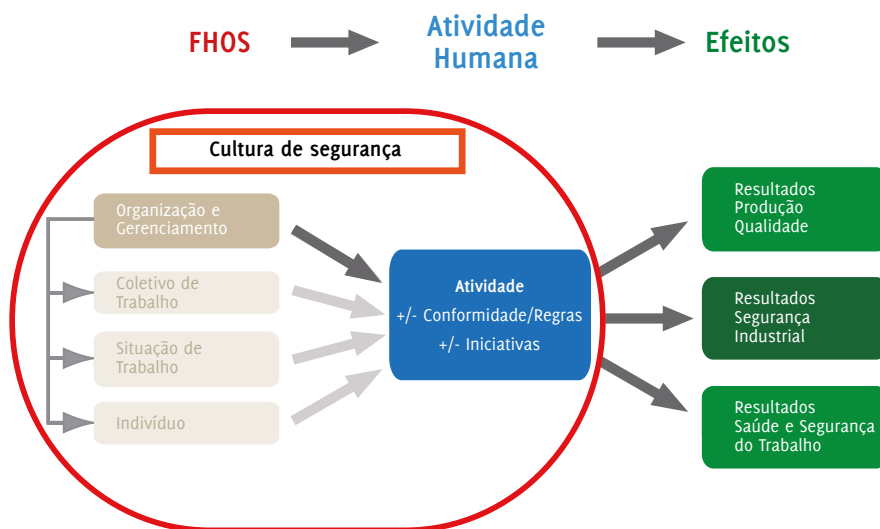 FHOS
Atividade
Humana
Efeitos
Cultura de segurança
Organização e
Gerenciamento
Coletivo de
Trabalho
Situação de
Trabalho
Indivíduo
Atividade
+/- Conformidade/Regras
+/- Iniciativas
Resultados
Produção
Qualidade
Resultados
Segurança
Industrial
Resultados
Saúde e Segurança
do Trabalho